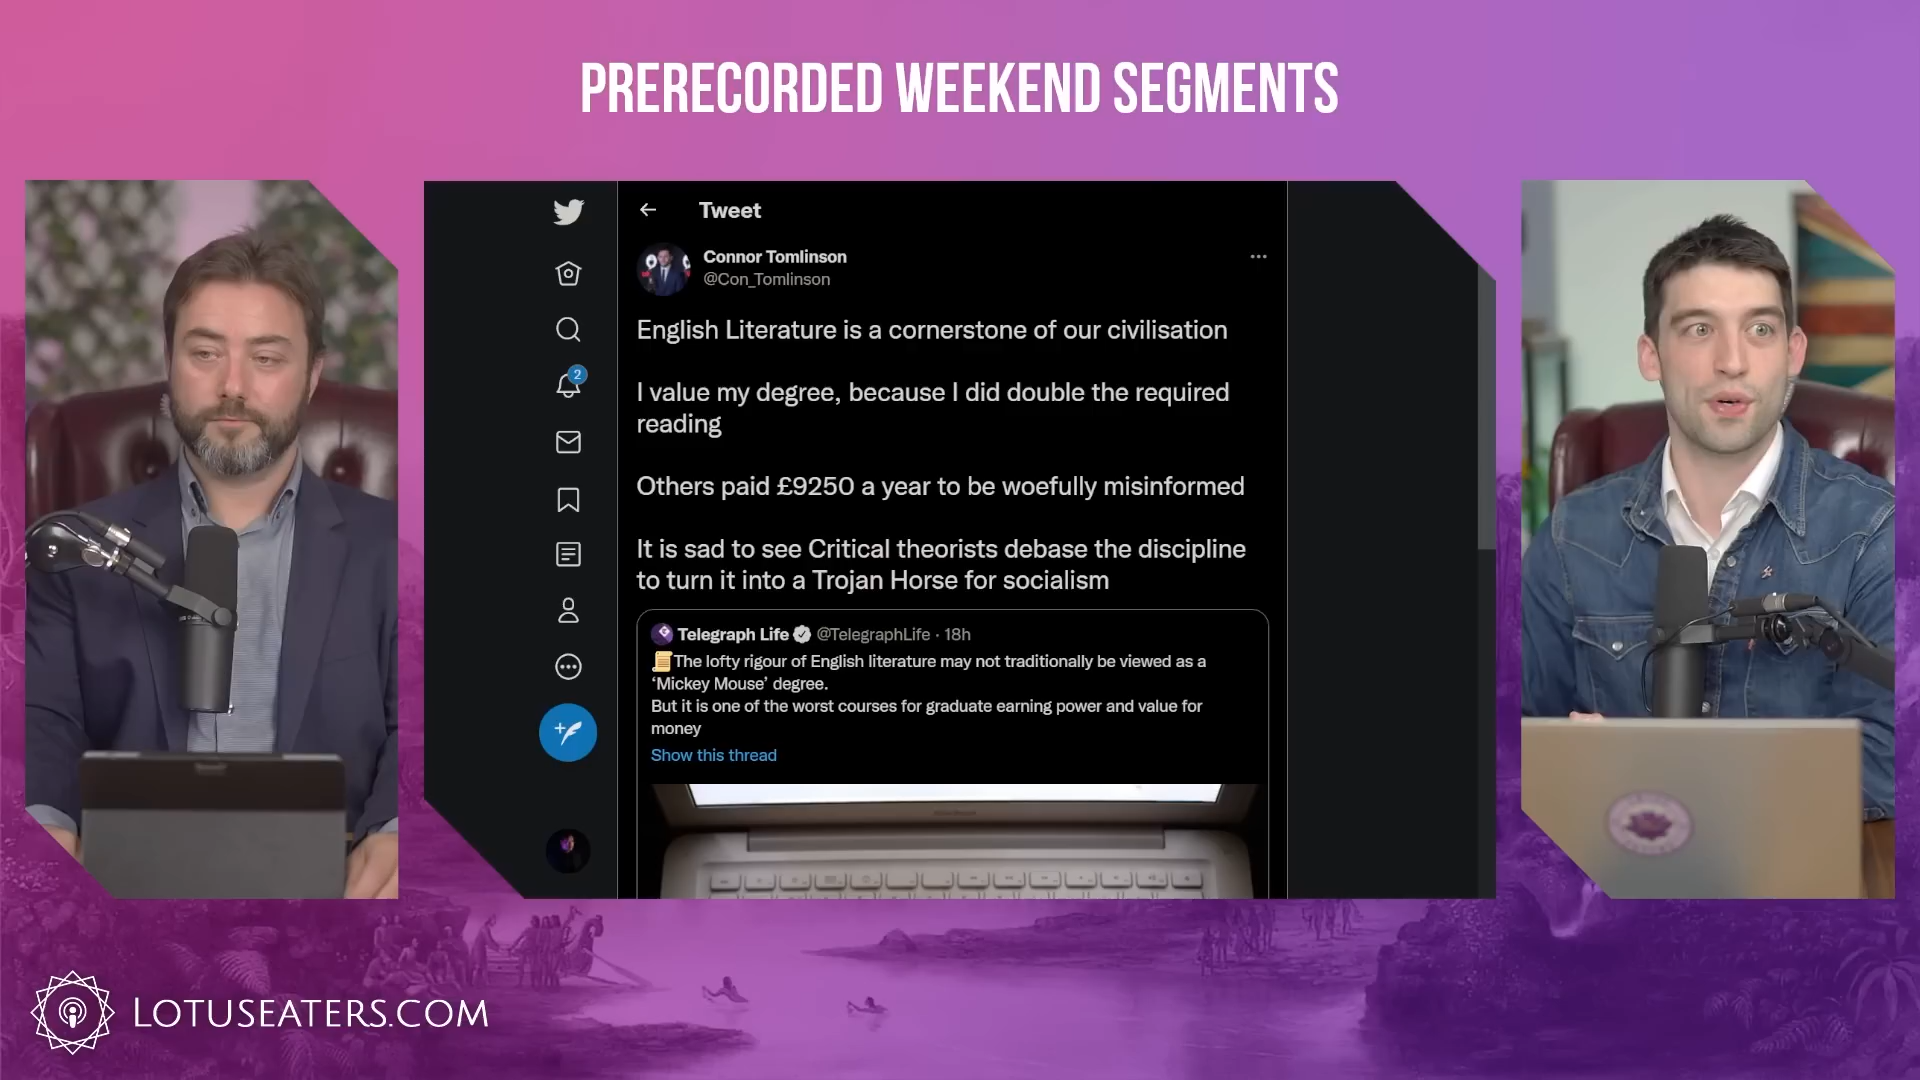 PRERECORDED WEEKEND SEGMENTS
Tweet
Connor Tomlinson
@Con_Tomlinson
English Literature is a cornerstone of our civilisation
I value my degree, because I did double the required
reading
Others paid £9250 a year to be woefully misinformed
It is sad to see Critical theorists debase the discipline
to turn it into a Trojan Horse for socialism
2
Telegraph Life @TelegraphLife · 18h
The lofty rigour of English literature may not traditionally be viewed as a
‘Mickey Mouse’ degree.
But it is one of the worst courses for graduate earning power and value for
money
Show this thread
LOTUSEATERS.COM